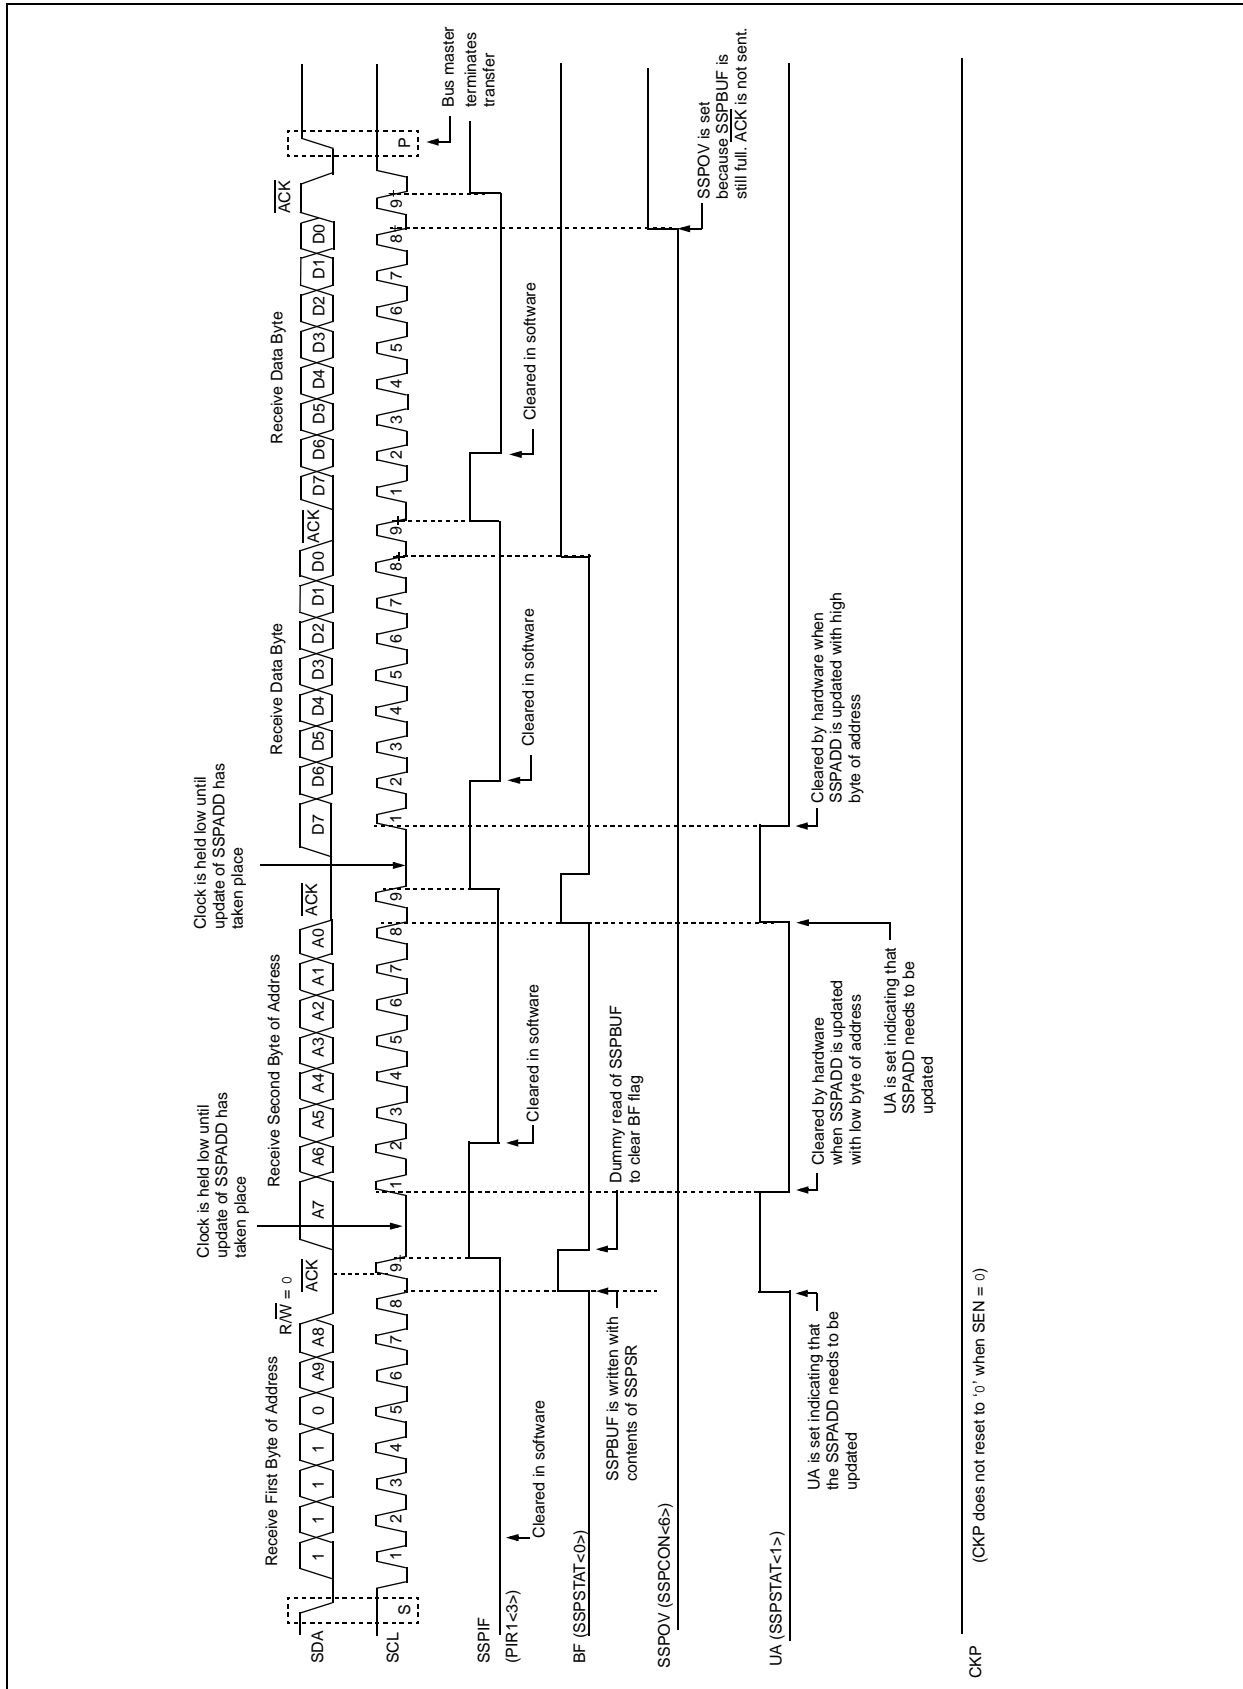 Receive First Byte of Address
R/W = 0
Clock is held low until
update of SSPADD has
taken place
Receive Second Byte of Address
Clock is held low until
update of SSPADD has
taken place
Receive Data Byte
Receive Data Byte
SDA
1 1 1 1 0 A9 A8 ACK A7 A6 A5 A4 A3 A2 A1 A0 ACK D7 D6 D5 D4 D3 D2 D1 D0 ACK D7 D6 D5 D4 D3 D2 D1 D0 ACK
SCL
S 1 2 3 4 5 6 7 8 9 1 2 3 4 5 6 7 8 9 1 2 3 4 5 6 7 8 9 1 2 3 4 5 6 7 8 9 P
Bus master
terminates
transfer
SSPIF
(PIR1<3>)
Cleared in software
Cleared in software
Cleared in software
Cleared in software
BF (SSPSTAT<0>)
SSPBUF is written with
contents of SSPSR
Dummy read of SSPBUF
to clear BF flag
SSPOV (SSPCON<6>)
SSPOV is set
because SSPBUF is
still full. ACK is not sent.
UA (SSPSTAT<1>)
UA is set indicating that
the SSPADD needs to be
updated
Cleared by hardware
when SSPADD is updated
with low byte of address
UA is set indicating that
SSPADD needs to be
updated
Cleared by hardware when
SSPADD is updated with high
byte of address
CKP
(CKP does not reset to ‘0’ when SEN = 0)